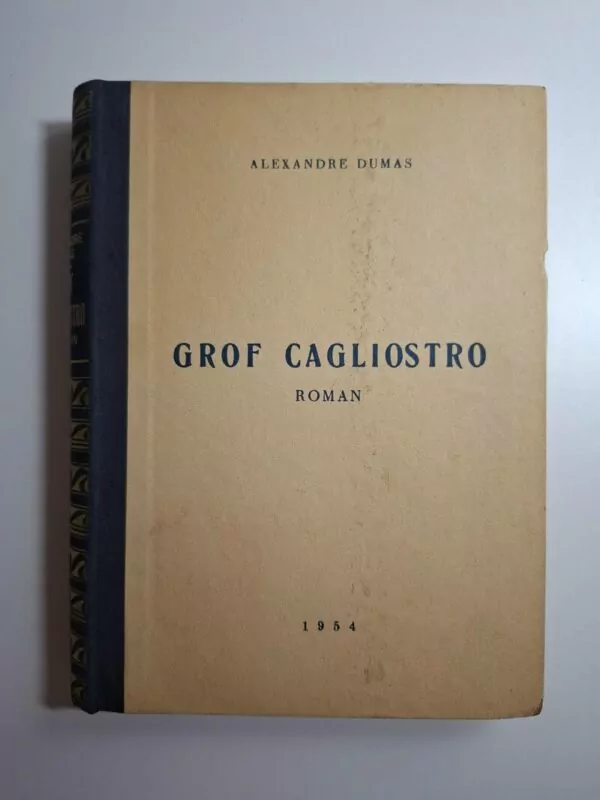 ALEXANDRE DUMAS
GROF CAGLIOSTRO
ROMAN
1954